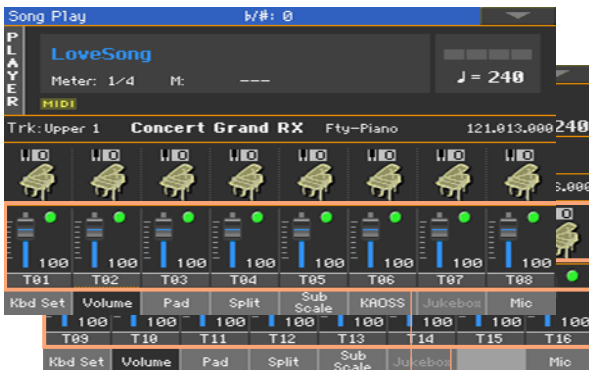 Song Play ♭/#: 0
PLAYER
LoveSong
Meter: 1/4 M: ---
♩= 240
MIDI
Trk: Upper 1 Concert Grand RX Fty-Piano 121.013.000
240
100 100 100 100 100 100 100 100
T01 T02 T03 T04 T05 T06 T07 T08
Kbd Set Volume Pad Split Sub Scale KAOSS Jukebox Mic
100 100 100 100 100 100 100 100
T09 T10 T11 T12 T13 T14 T15 T16
Kbd Set Volume Pad Split Sub Scale Jukebox Mic